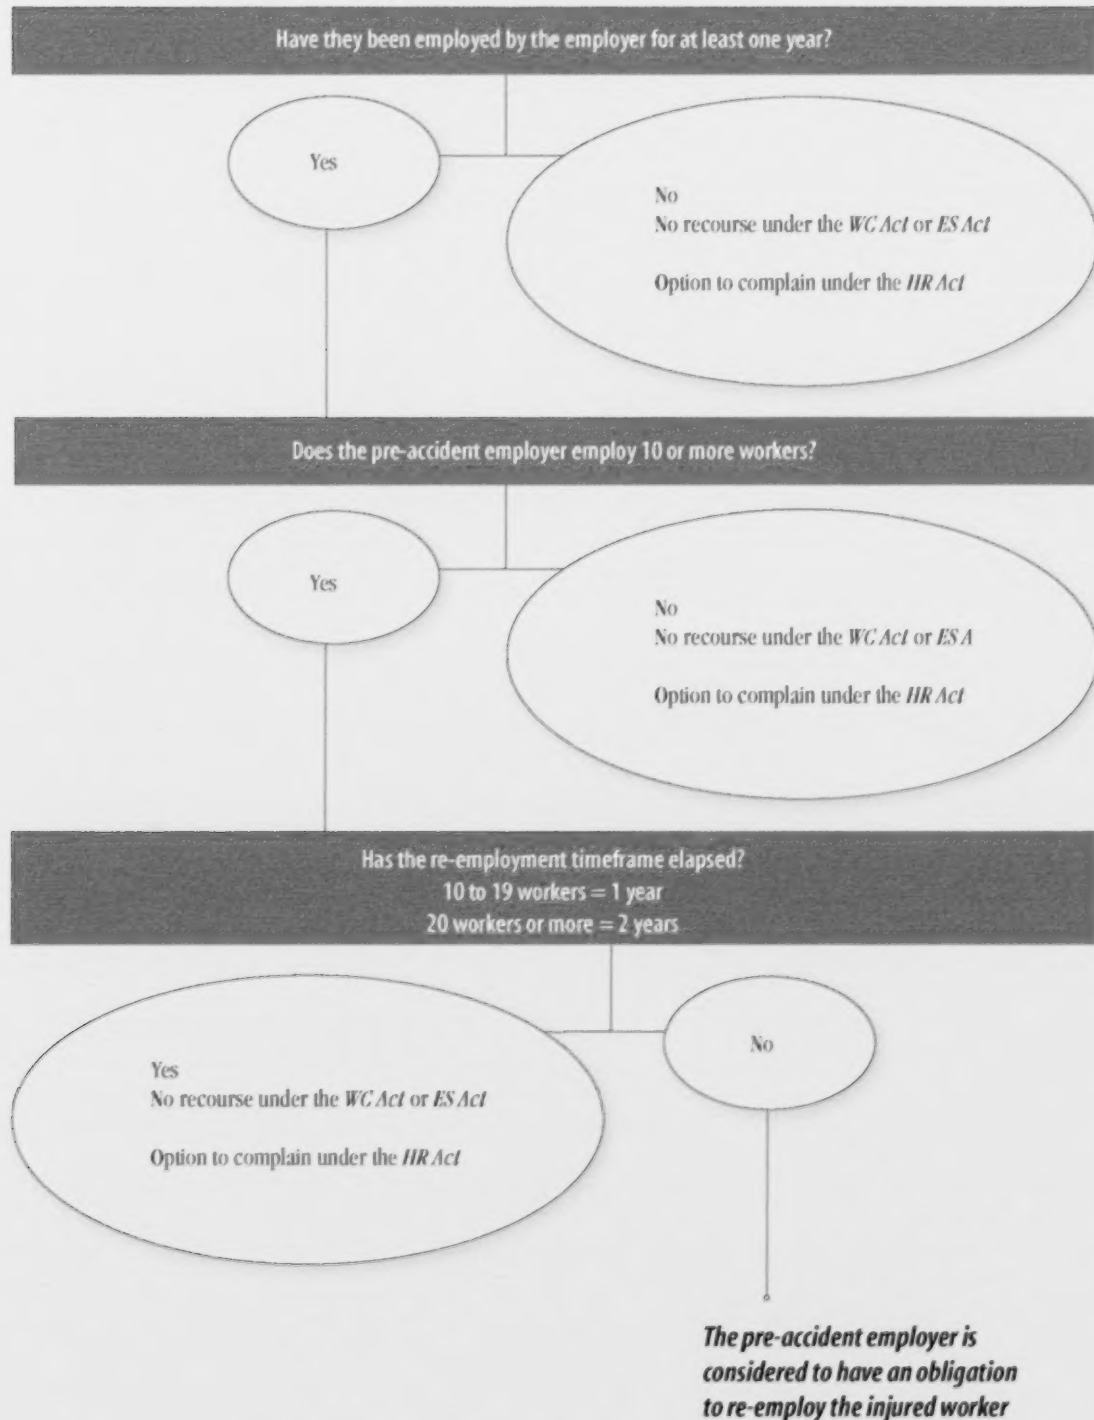 Have they been employed by the employer for at least one year?
Yes
No
No recourse under the WC Act or ES Act
Option to complain under the HR Act
Does the pre-accident employer employ 10 or more workers?
Yes
No
No recourse under the WC Act or ES A
Option to complain under the HR Act
Has the re-employment timeframe elapsed?
10 to 19 workers = 1 year
20 workers or more = 2 years
Yes
No recourse under the WC Act or ES Act
Option to complain under the HR Act
No
The pre-accident employer is
considered to have an obligation
to re-employ the injured worker